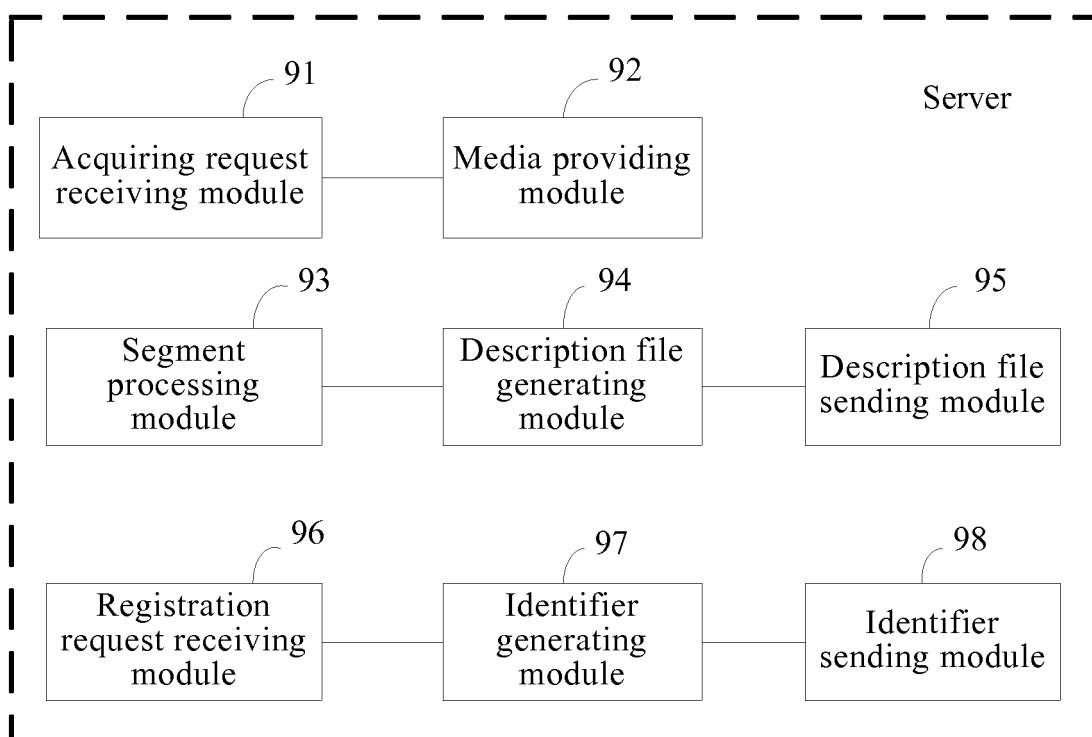 91
92
Server
Acquiring request
receiving module
Media providing
module
93
94
95
Segment
processing
module
Description file
generating
module
Description file
sending module
96
97
98
Registration
request receiving
module
Identifier
generating
module
Identifier
sending module